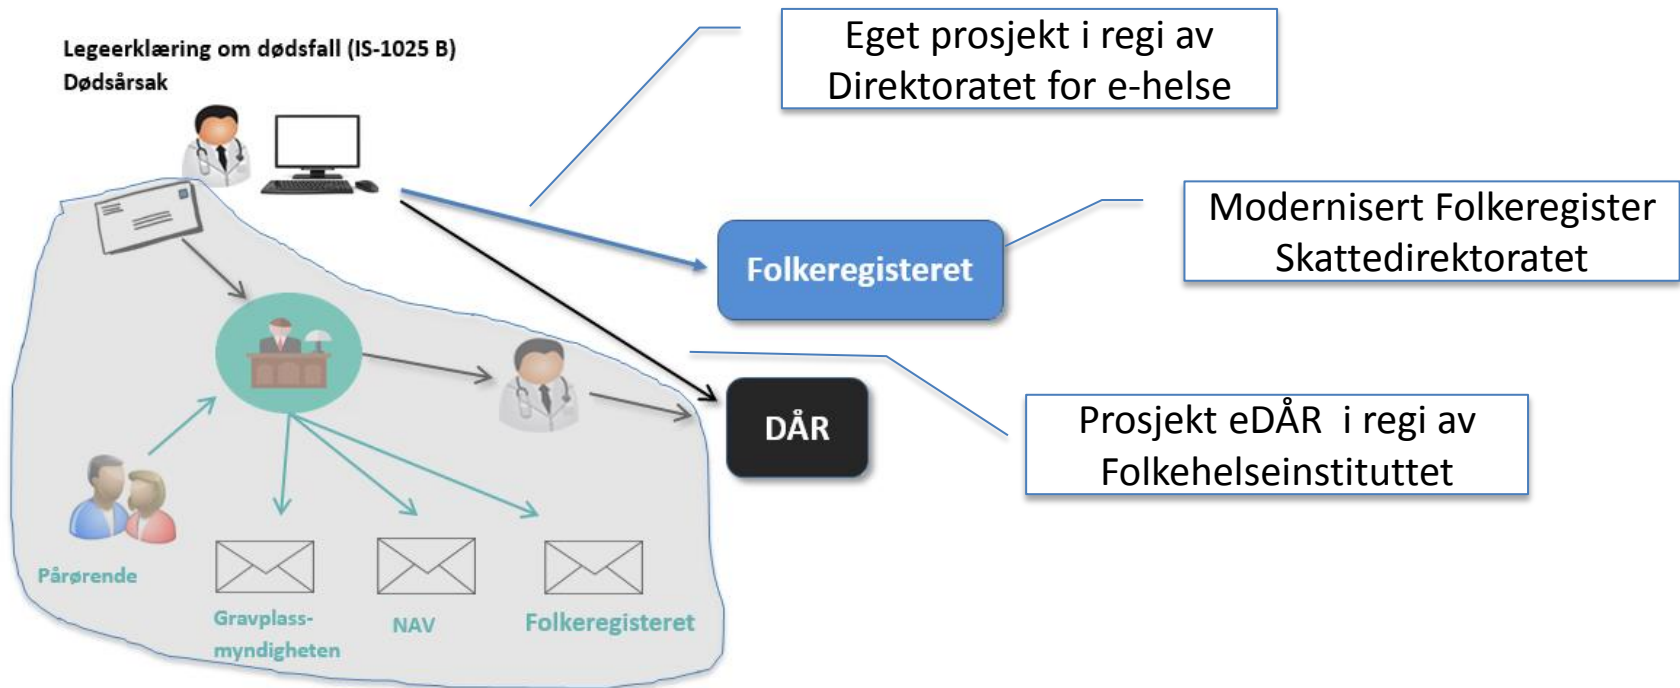 Legeerklæring om dødsfall (IS-1025 B)
Dødsårsak
Eget prosjekt i regi av
Direktoratet for e-helse
Modernisert Folkeregister
Skattedirektoratet
Folkeregisteret
DÅR
Prosjekt eDÅR  i regi av
Folkehelseinstituttet
Pårørende
Gravplass-
myndigheten
NAV
Folkeregisteret